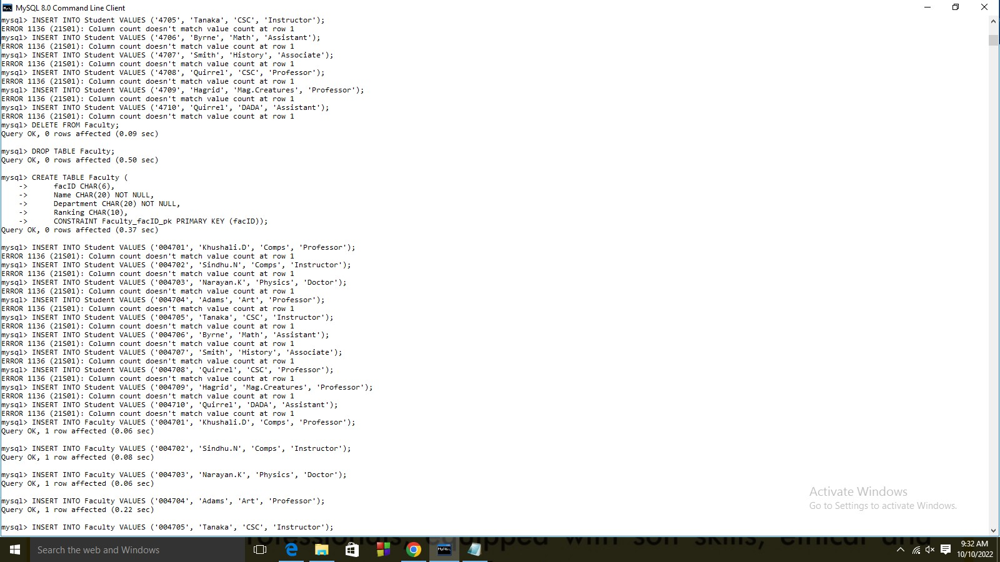 MySQL 8.0 Command Line Client
mysql> INSERT INTO Student VALUES ('4705', 'Tanaka', 'CSC', 'Instructor');
ERROR 1136 (21S01): Column count doesn't match value count at row 1
mysql> INSERT INTO Student VALUES ('4706', 'Byrne', 'Math', 'Assistant');
ERROR 1136 (21S01): Column count doesn't match value count at row 1
mysql> INSERT INTO Student VALUES ('4707', 'Smith', 'History', 'Associate');
ERROR 1136 (21S01): Column count doesn't match value count at row 1
mysql> INSERT INTO Student VALUES ('4708', 'Quirrel', 'CSC', 'Professor');
ERROR 1136 (21S01): Column count doesn't match value count at row 1
mysql> INSERT INTO Student VALUES ('4709', 'Hagrid', 'Mag.Creatures', 'Professor');
ERROR 1136 (21S01): Column count doesn't match value count at row 1
mysql> INSERT INTO Student VALUES ('4710', 'Quirrel', 'DADA', 'Assistant');
ERROR 1136 (21S01): Column count doesn't match value count at row 1
mysql> DELETE FROM Faculty;
Query OK, 0 rows affected (0.09 sec)
mysql> DROP TABLE Faculty;
Query OK, 0 rows affected (0.50 sec)
mysql> CREATE TABLE Faculty (
-> facID CHAR(6),
-> Name CHAR(20) NOT NULL,
-> Department CHAR(20) NOT NULL,
-> Ranking CHAR(10),
-> CONSTRAINT Faculty_facID_pk PRIMARY KEY (facID));
Query OK, 0 rows affected (0.37 sec)
mysql> INSERT INTO Student VALUES ('004701', 'Khushali.D', 'Comps', 'Professor');
ERROR 1136 (21S01): Column count doesn't match value count at row 1
mysql> INSERT INTO Student VALUES ('004702', 'Sindhu.N', 'Comps', 'Instructor');
ERROR 1136 (21S01): Column count doesn't match value count at row 1
mysql> INSERT INTO Student VALUES ('004703', 'Narayan.K', 'Physics', 'Doctor');
ERROR 1136 (21S01): Column count doesn't match value count at row 1
mysql> INSERT INTO Student VALUES ('004704', 'Adams', 'Art', 'Professor');
ERROR 1136 (21S01): Column count doesn't match value count at row 1
mysql> INSERT INTO Student VALUES ('004705', 'Tanaka', 'CSC', 'Instructor');
ERROR 1136 (21S01): Column count doesn't match value count at row 1
mysql> INSERT INTO Student VALUES ('004706', 'Byrne', 'Math', 'Assistant');
ERROR 1136 (21S01): Column count doesn't match value count at row 1
mysql> INSERT INTO Student VALUES ('004707', 'Smith', 'History', 'Associate');
ERROR 1136 (21S01): Column count doesn't match value count at row 1
mysql> INSERT INTO Student VALUES ('004708', 'Quirrel', 'CSC', 'Professor');
ERROR 1136 (21S01): Column count doesn't match value count at row 1
mysql> INSERT INTO Student VALUES ('004709', 'Hagrid', 'Mag.Creatures', 'Professor');
ERROR 1136 (21S01): Column count doesn't match value count at row 1
mysql> INSERT INTO Student VALUES ('004710', 'Quirrel', 'DADA', 'Assistant');
ERROR 1136 (21S01): Column count doesn't match value count at row 1
mysql> INSERT INTO Faculty VALUES ('004701', 'Khushali.D', 'Comps', 'Professor');
Query OK, 1 row affected (0.06 sec)
mysql> INSERT INTO Faculty VALUES ('004702', 'Sindhu.N', 'Comps', 'Instructor');
Query OK, 1 row affected (0.08 sec)
mysql> INSERT INTO Faculty VALUES ('004703', 'Narayan.K', 'Physics', 'Doctor');
Query OK, 1 row affected (0.06 sec)
mysql> INSERT INTO Faculty VALUES ('004704', 'Adams', 'Art', 'Professor');
Query OK, 1 row affected (0.22 sec)
mysql> INSERT INTO Faculty VALUES ('004705', 'Tanaka', 'CSC', 'Instructor');
Activate Windows
Go to Settings to activate Windows.
Search the web and Windows
9:32 AM
10/10/2022